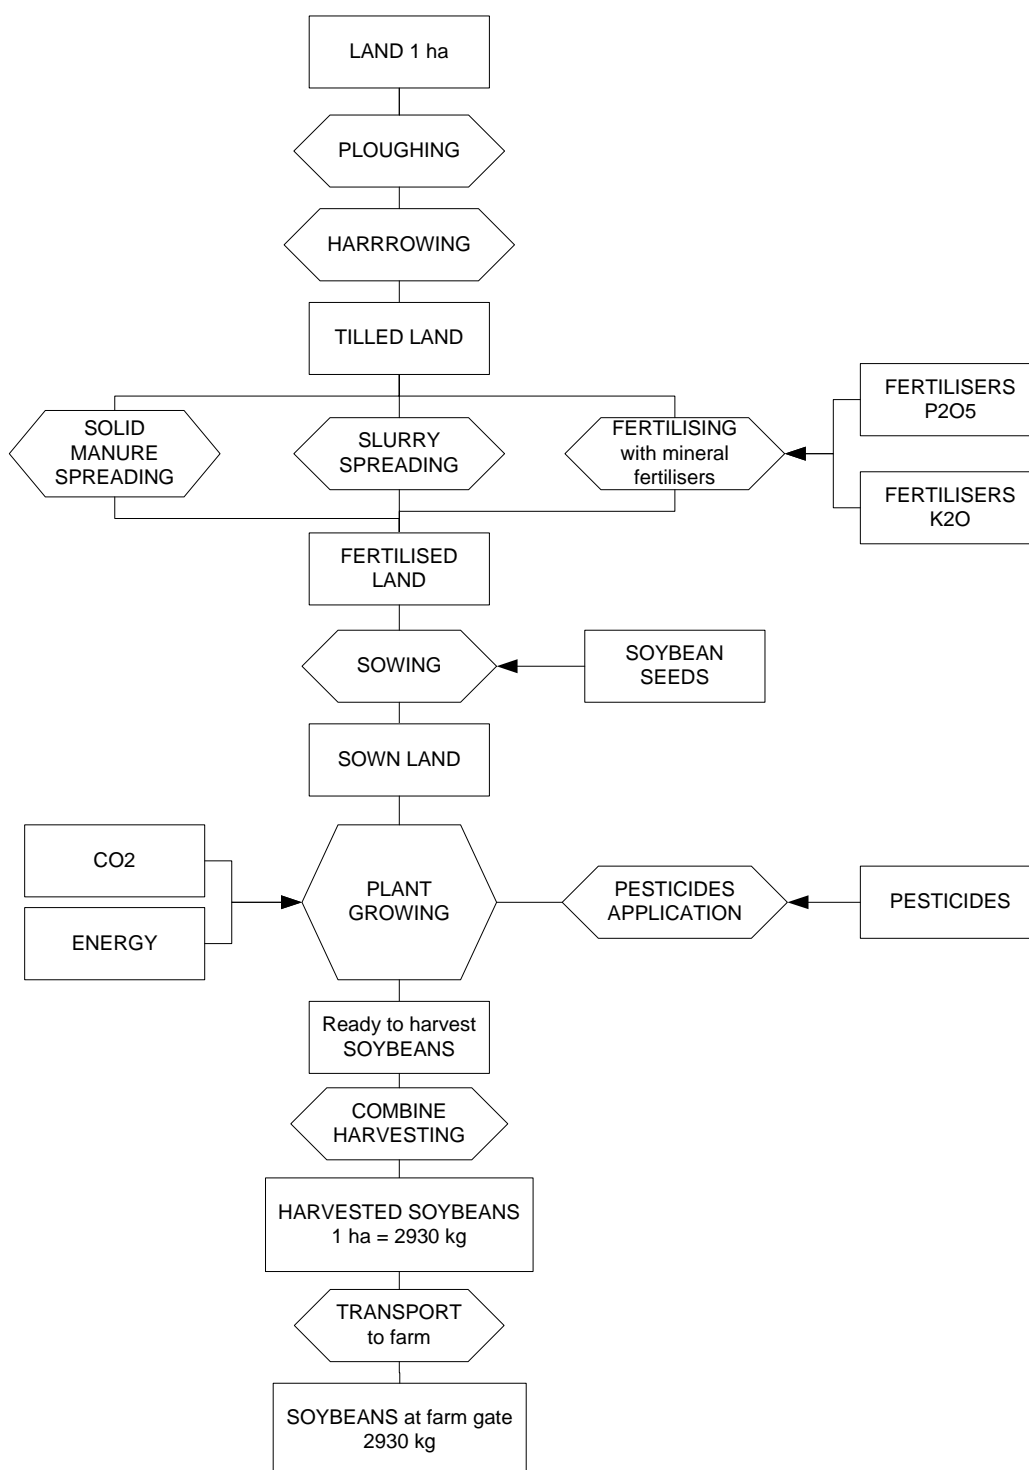 LAND 1 ha
PLOUGHING
HARRROWING
TILLED LAND
SOLID
MANURE
SPREADING
SLURRY
SPREADING
FERTILISING
with mineral
fertilisers
FERTILISERS
P2O5
FERTILISERS
K2O
FERTILISED
LAND
SOWING
SOYBEAN
SEEDS
SOWN LAND
CO2
ENERGY
PLANT
GROWING
PESTICIDES
APPLICATION
PESTICIDES
Ready to harvest
SOYBEANS
COMBINE
HARVESTING
HARVESTED SOYBEANS
1 ha = 2930 kg
TRANSPORT
to farm
SOYBEANS at farm gate
2930 kg